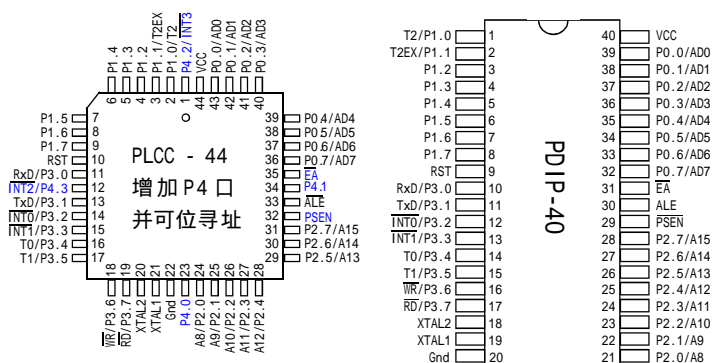 P1.4
P1.3
P1.2
P1.1/T2EX
P1.0/T2
P4.2/INT3
VCC
P0.0/AD0
P0.1/AD1
P0.2/AD2
P0.3/AD3
6 5 4 3 2 1 44 43 42 41 40
P1.5 7
P1.6 8
P1.7 9
RST 10
RxD/P3.0 11
INT2/P4.3 12
TxD/P3.1 13
INT0/P3.2 14
INT1/P3.3 15
T0/P3.4 16
T1/P3.5 17
PLCC - 44
增加P4口
并可位寻址
39 P0.4/AD4
38 P0.5/AD5
37 P0.6/AD6
36 P0.7/AD7
35 EA
34 P4.1
33 ALE
32 PSEN
31 P2.7/A15
30 P2.6/A14
29 P2.5/A13
18 19 20 21 22 23 24 25 26 27 28
WR/P3.6
RD/P3.7
XTAL2
XTAL1
Gnd
P4.0
A8/P2.0
A9/P2.1
A10/P2.2
A11/P2.3
A12/P2.4
T2/P1.0 1
T2EX/P1.1 2
P1.2 3
P1.3 4
P1.4 5
P1.5 6
P1.6 7
P1.7 8
RST 9
RxD/P3.0 10
TxD/P3.1 11
INT0/P3.2 12
INT1/P3.3 13
T0/P3.4 14
T1/P3.5 15
WR/P3.6 16
RD/P3.7 17
XTAL2 18
XTAL1 19
Gnd 20
PDIP-40
40 VCC
39 P0.0/AD0
38 P0.1/AD1
37 P0.2/AD2
36 P0.3/AD3
35 P0.4/AD4
34 P0.5/AD5
33 P0.6/AD6
32 P0.7/AD7
31 EA
30 ALE
29 PSEN
28 P2.7/A15
27 P2.6/A14
26 P2.5/A13
25 P2.4/A12
24 P2.3/A11
23 P2.2/A10
22 P2.1/A9
21 P2.0/A8